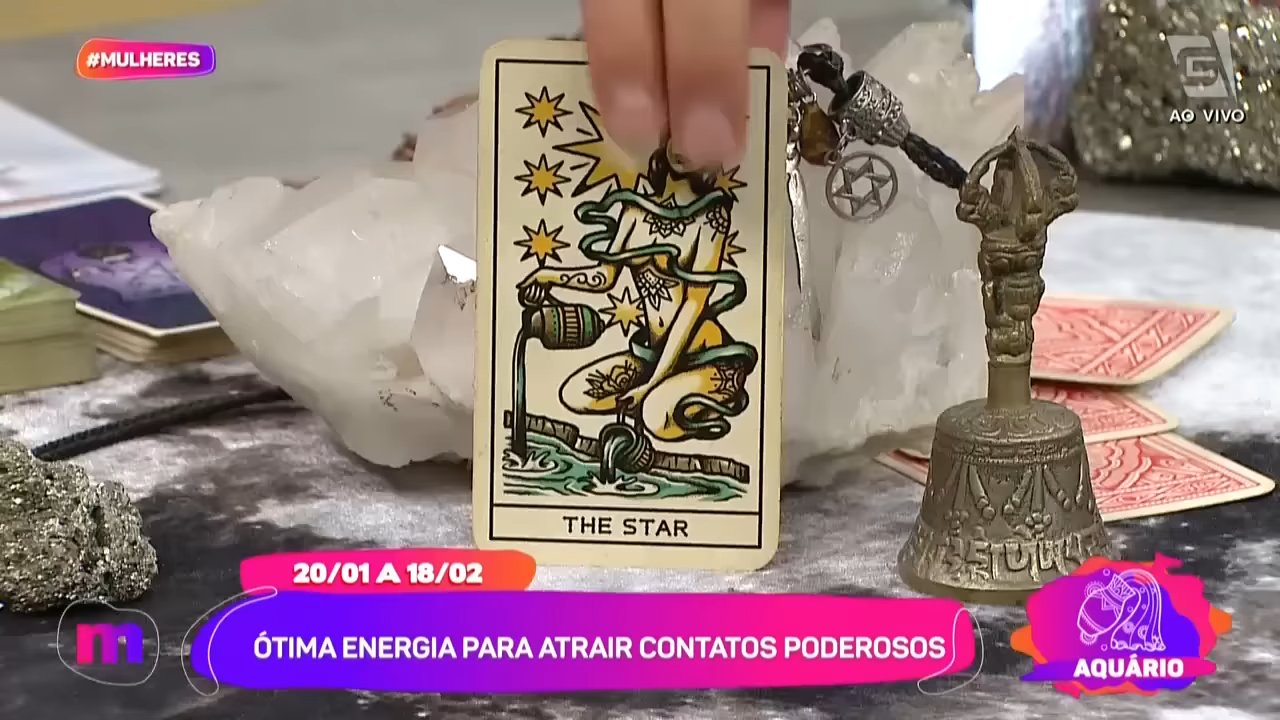 #MULHERES
AO VIVO
THE STAR
20/01 A 18/02
ÓTIMA ENERGIA PARA ATRAIR CONTATOS PODEROSOS
m
AQUÁRIO